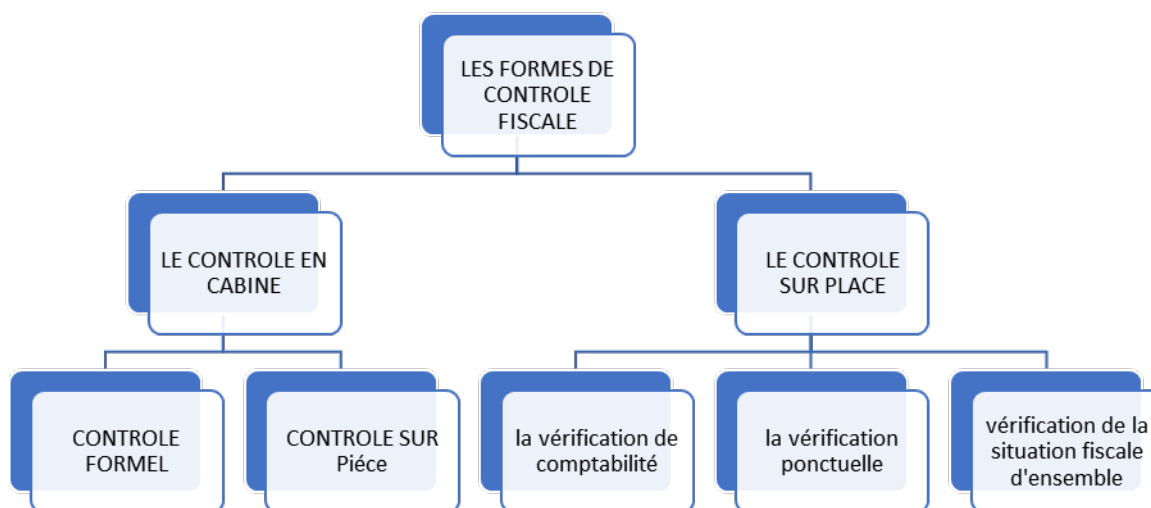 LES FORMES DE
CONTROLE
FISCALE
LE CONTROLE EN
CABINE
LE CONTROLE
SUR PLACE
CONTROLE
FORMEL
CONTROLE SUR
Piéce
la vérification de
comptabilité
la vérification
ponctuelle
vérification de la
situation fiscale
d'ensemble